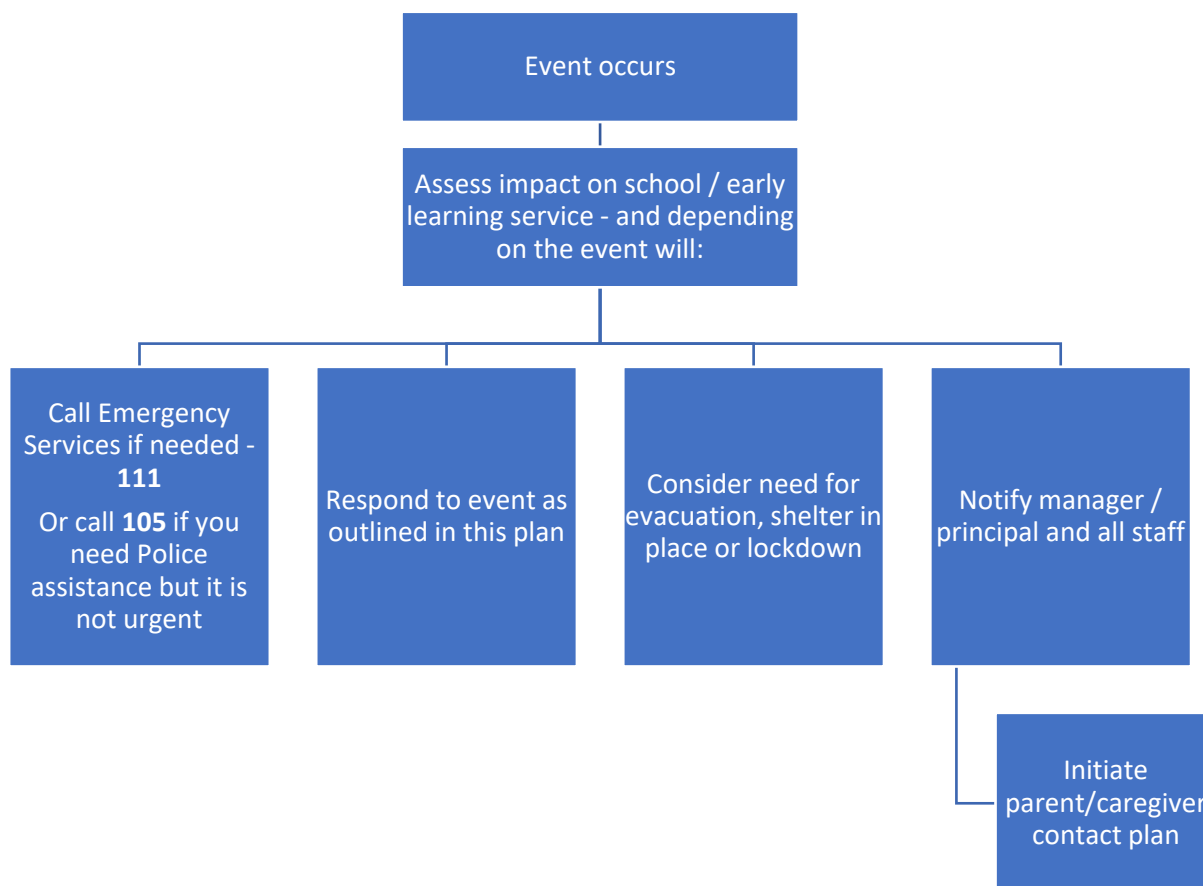 Event occurs
Assess impact on school / early
learning service - and depending
on the event will:
Call Emergency
Services if needed -
111
Or call 105 if you
need Police
assistance but it is
not urgent
Respond to event as
outlined in this plan
Consider need for
evacuation, shelter in
place or lockdown
Notify manager /
principal and all staff
Initiate
parent/caregiver
contact plan